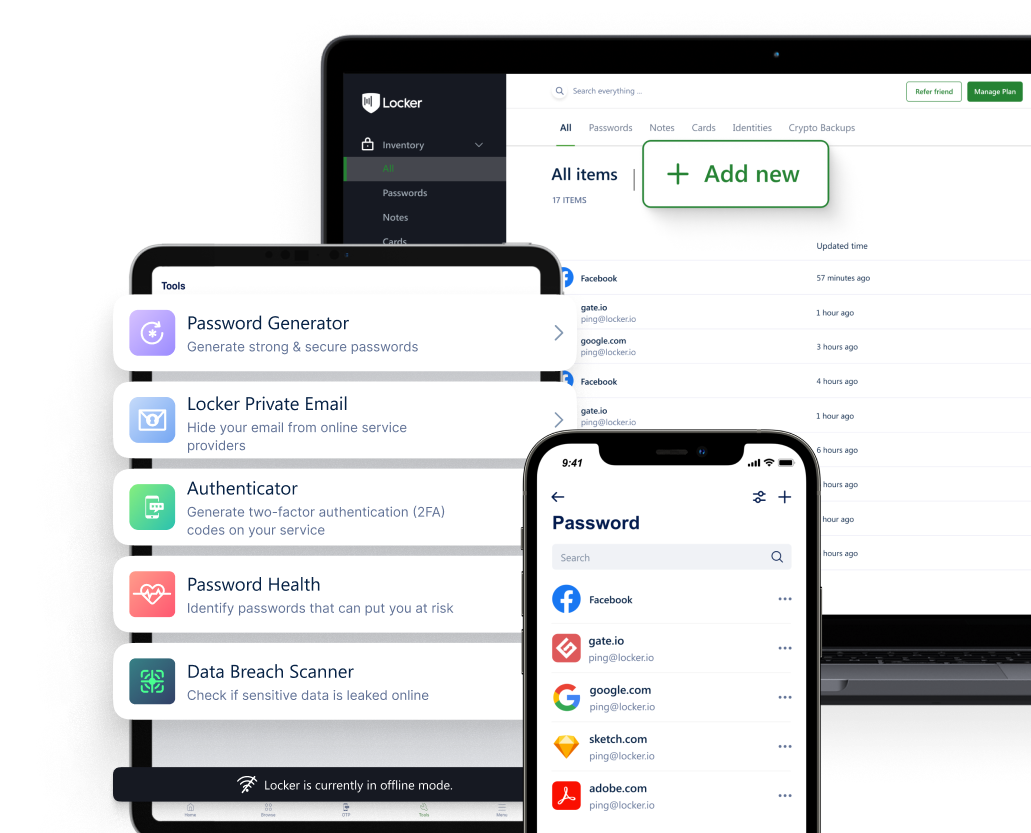 Locker
Search everything ...
Refer friend
Manage Plan
All
Passwords
Notes
Cards
Identities
Crypto Backups
Inventory
All
Passwords
Notes
Cards
All items
17 ITEMS
+ Add new
Updated time
Facebook
57 minutes ago
gate.io
ping@locker.io
1 hour ago
google.com
ping@locker.io
3 hours ago
Facebook
4 hours ago
gate.io
ping@locker.io
1 hour ago
6 hours ago
hours ago
hour ago
hours ago
Tools
Password Generator
Generate strong & secure passwords
Locker Private Email
Hide your email from online service
providers
Authenticator
Generate two-factor authentication (2FA)
codes on your service
Password Health
Identify passwords that can put you at risk
Data Breach Scanner
Check if sensitive data is leaked online
Locker is currently in offline mode.
Home
Browse
OTP
Tools
Menu
9:41
Password
Search
Facebook
gate.io
ping@locker.io
google.com
ping@locker.io
sketch.com
ping@locker.io
adobe.com
ping@locker.io